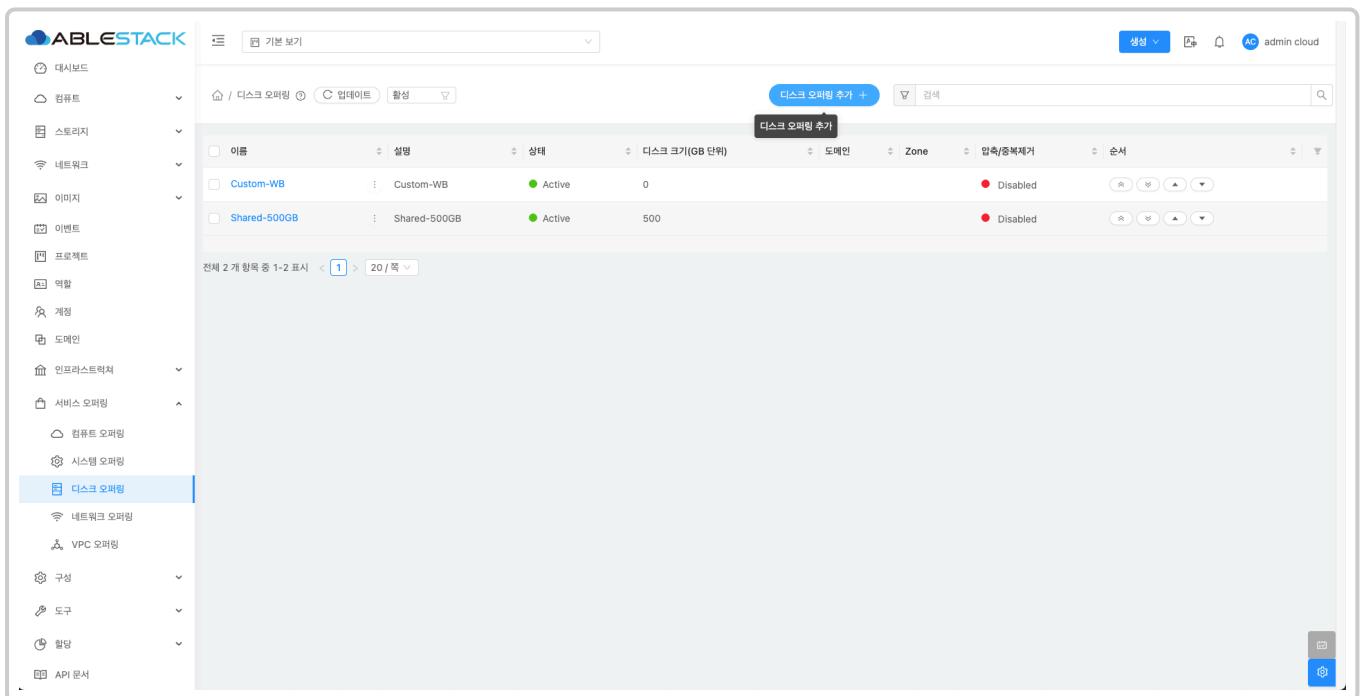 ABLESTACK
기본 보기
생성
AC
admin cloud
대시보드
컴퓨트
스토리지
네트워크
이미지
이벤트
프로젝트
역할
계정
도메인
인프라스트럭쳐
서비스 오퍼링
컴퓨트 오퍼링
시스템 오퍼링
디스크 오퍼링
네트워크 오퍼링
VPC 오퍼링
구성
도구
할당
API 문서
/ 디스크 오퍼링 업데이트 활성
디스크 오퍼링 추가 +
검색
디스크 오퍼링 추가
이름 설명 상태 디스크 크기(GB 단위) 도메인 Zone 압축/중복제거 순서
Custom-WB Custom-WB Active 0 Disabled
Shared-500GB Shared-500GB Active 500 Disabled
전체 2 개 항목 중 1-2 표시 < 1 > 20 / 쪽